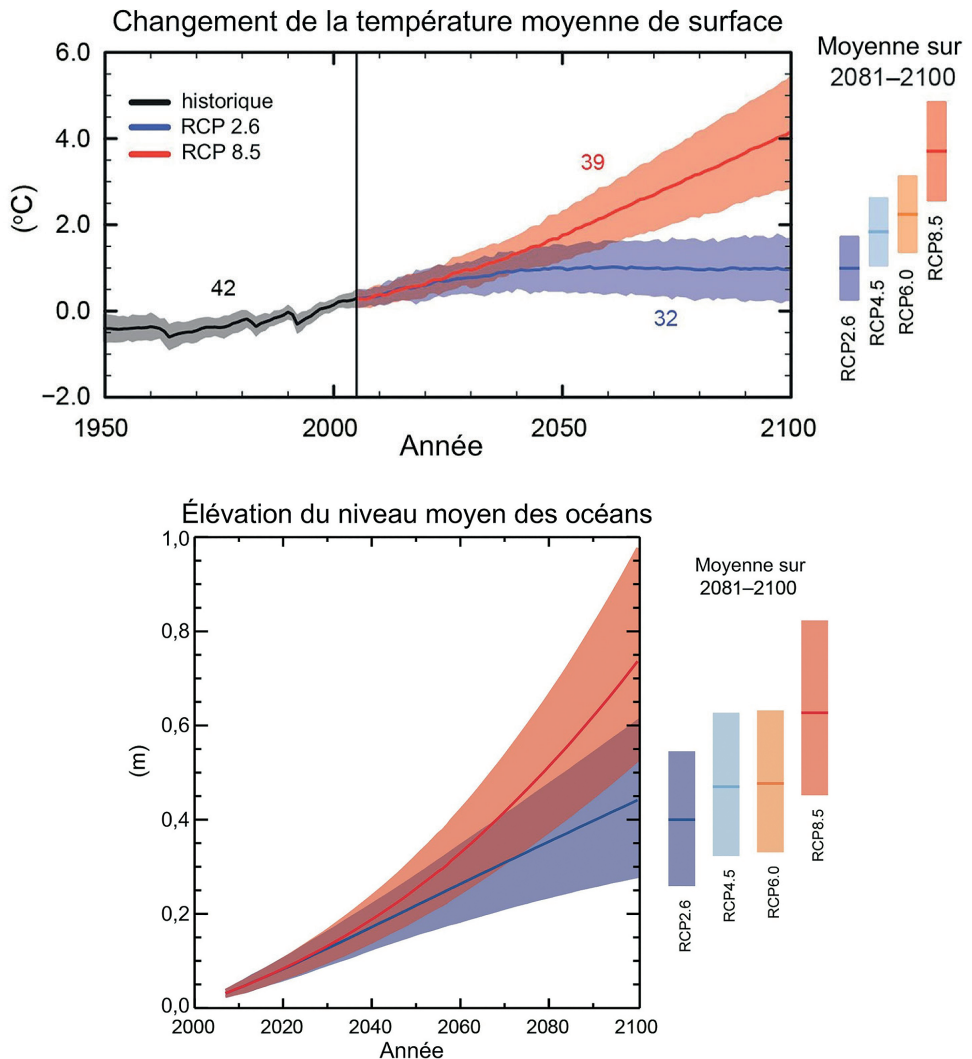 Changement de la température moyenne de surface
6.0
4.0
2.0
0.0
−2.0
(°C)
historique
RCP 2.6
RCP 8.5
39
42
32
1950
2000
2050
2100
Année
Moyenne sur
2081–2100
RCP2.6
RCP4.5
RCP6.0
RCP8.5
Élévation du niveau moyen des océans
1,0
0,8
0,6
0,4
0,2
0,0
(m)
2000
2020
2040
2060
2080
2100
Année
Moyenne sur
2081–2100
RCP2.6
RCP4.5
RCP6.0
RCP8.5